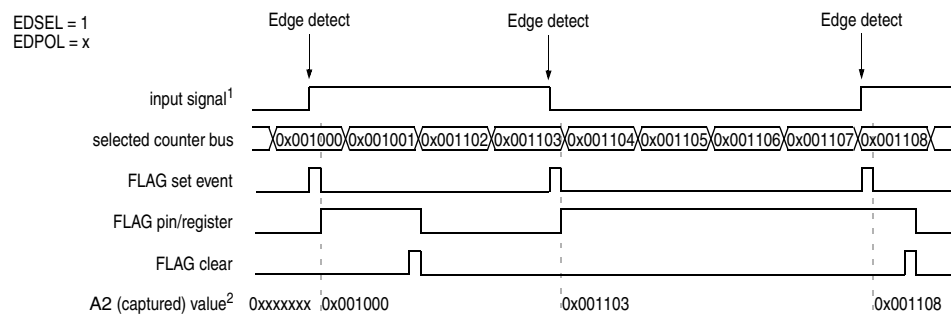 EDSEL = 1
EDPOL = x
Edge detect Edge detect Edge detect
input signal1
selected counter bus 0x001000 0x001001 0x001102 0x001103 0x001104 0x001105 0x001106 0x001107 0x001108
FLAG set event
FLAG pin/register
FLAG clear
A2 (captured) value2 0xxxxxxx 0x001000 0x001103 0x001108